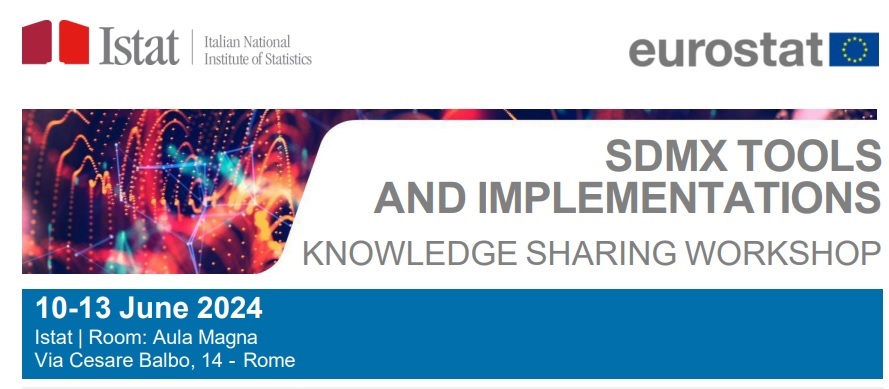 Istat
Italian National
Institute of Statistics
eurostat
SDMX TOOLS
AND IMPLEMENTATIONS
KNOWLEDGE SHARING WORKSHOP
10-13 June 2024
Istat | Room: Aula Magna
Via Cesare Balbo, 14 - Rome